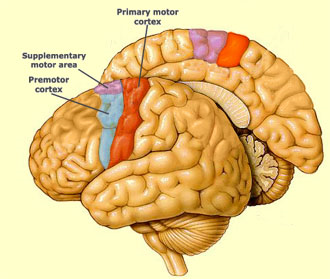 Primary motor
cortex
Supplementary
motor area
Premotor
cortex